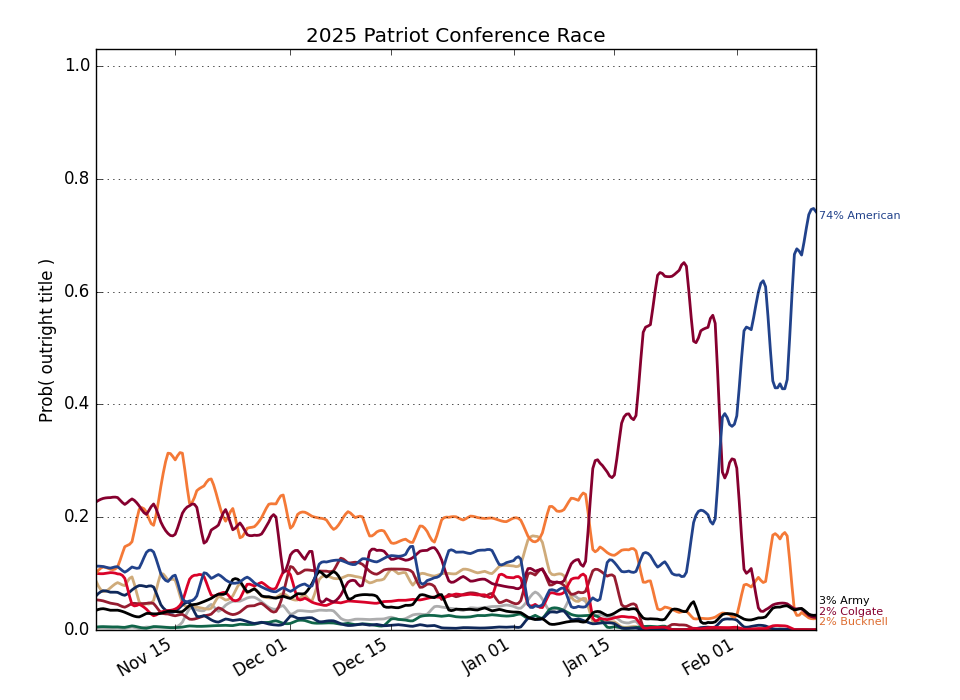 2025 Patriot Conference Race
Prob( outright title )
1.0
0.8
0.6
0.4
0.2
0.0
74% American
3% Army
2% Colgate
2% Bucknell
Nov 15
Dec 01
Dec 15
Jan 01
Jan 15
Feb 01